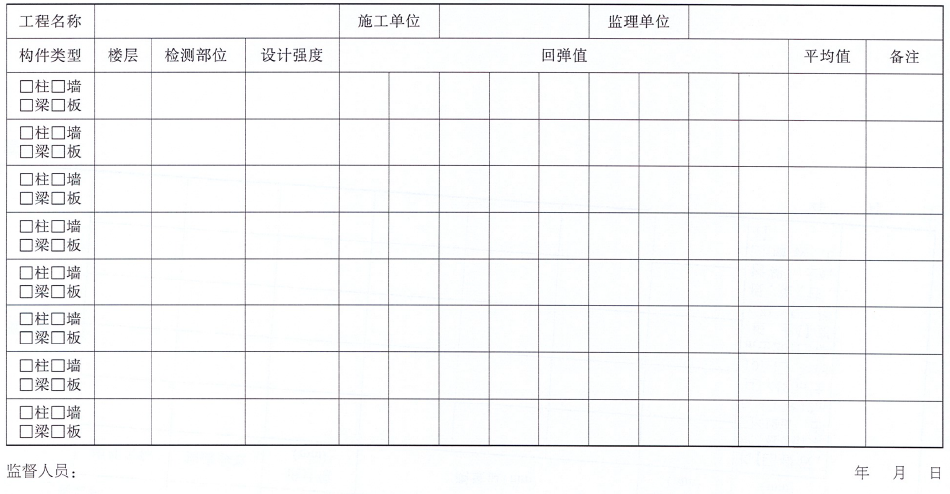 工程名称 施工单位 监理单位
构件类型 楼层 检测部位 设计强度 回弹值 平均值 备注
□柱□墙
□梁□板
□柱□墙
□梁□板
□柱□墙
□梁□板
□柱□墙
□梁□板
□柱□墙
□梁□板
□柱□墙
□梁□板
□柱□墙
□梁□板
□柱□墙
□梁□板
监督人员： 年 月 日